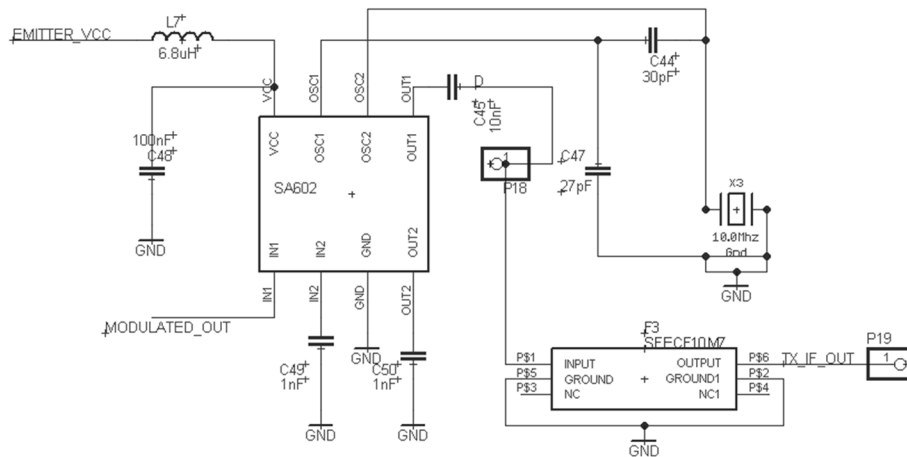 L7
EMITTER_VCC
6.8uH
C44
30pF
VCC
OSC1
OSC2
OUT1
D
C45
10nF
100nF
C48
VCC
OSC1
OSC2
OUT1
1
P18
C47
27pF
SA602
X3
10.0Mhz
Gnd
GND
IN1
IN2
GND
OUT2
GND
IN1
IN2
GND
OUT2
MODULATED_OUT
F3
SFECF10M7
P19
GND
C49
1nF
C50
1nF
P$1
INPUT
OUTPUT
P$6
TX_IF_OUT
1
P$5
GROUND
GROUND1
P$2
P$3
NC
NC1
P$4
GND
GND
GND